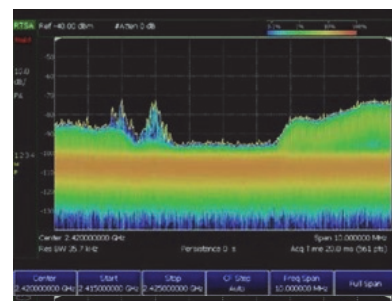 RTSA Ref -40.00 dBm #Atten 0 dB
10.0
dB/
-50
-60
-70
-80
-90
-100
-110
-120
-130
Center 2.420000000 GHz Span 10.000000 MHz
Res BW 35.7 kHz Persistence 0 s Acq Time 20.0 ms (561 pts)
Center Start Stop CF Step Freq Span Full Span
2.420000000 GHz 2.415000000 GHz 2.425000000 GHz Auto 10.000000 MHz